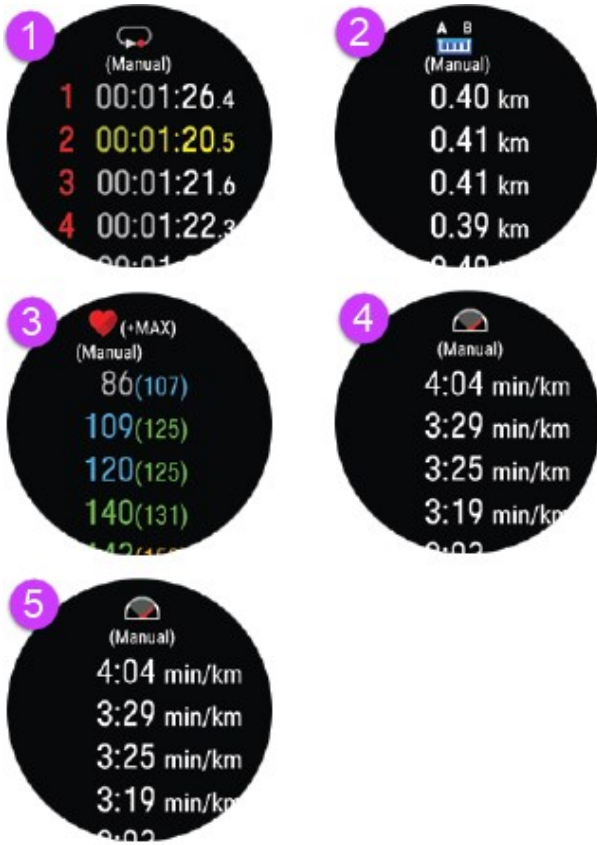 1
(Manual)
1 00:01:26.4
2 00:01:20.5
3 00:01:21.6
4 00:01:22.3
2
A B
(Manual)
0.40 km
0.41 km
0.41 km
0.39 km
3
(+MAX)
(Manual)
86(107)
109(125)
120(125)
140(131)
4
(Manual)
4:04 min/km
3:29 min/km
3:25 min/km
3:19 min/km
5
(Manual)
4:04 min/km
3:29 min/km
3:25 min/km
3:19 min/km